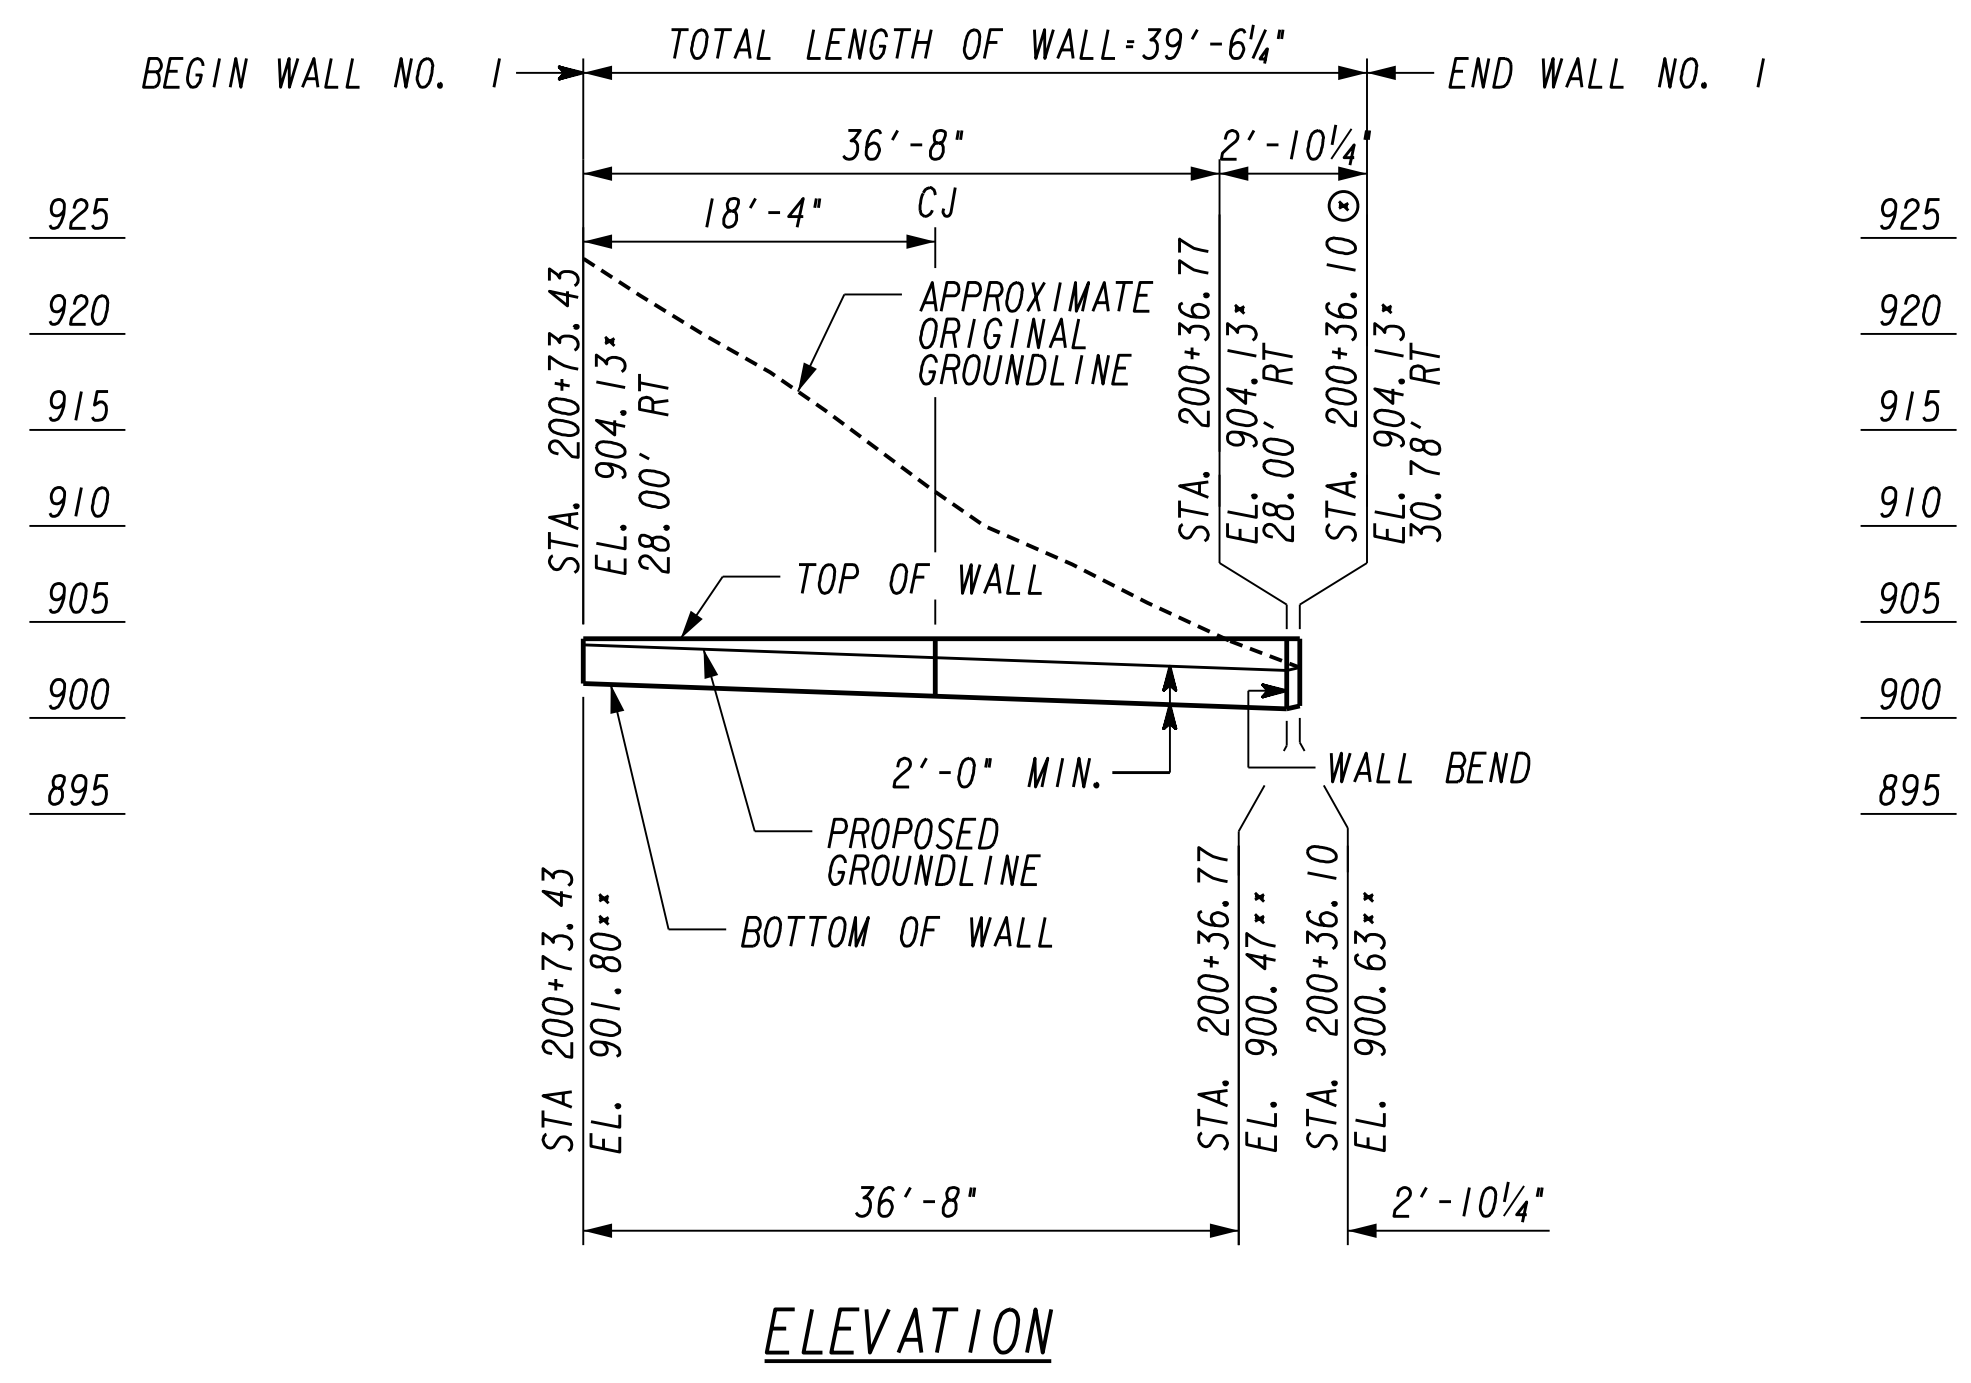 TOTAL LENGTH OF WALL=39'-6¼"
BEGIN WALL NO. 1
END WALL NO. 1
36'-8"
2'-10¼"
18'-4"
CJ
925
920
915
910
905
900
895
925
920
915
910
905
900
895
STA. 200+73.43
EL. 904.13*
28.00' RT
APPROXIMATE
ORIGINAL
GROUNDLINE
STA. 200+36.77
EL. 904.13*
28.00' RT
STA. 200+36.10 ⊛
EL. 904.13*
30.78' RT
TOP OF WALL
2'-0" MIN.
WALL BEND
PROPOSED
GROUNDLINE
BOTTOM OF WALL
STA 200+73.43
EL. 901.80**
STA. 200+36.77
EL. 900.47**
STA. 200+36.10
EL. 900.63**
36'-8"
2'-10¼"
ELEVATION